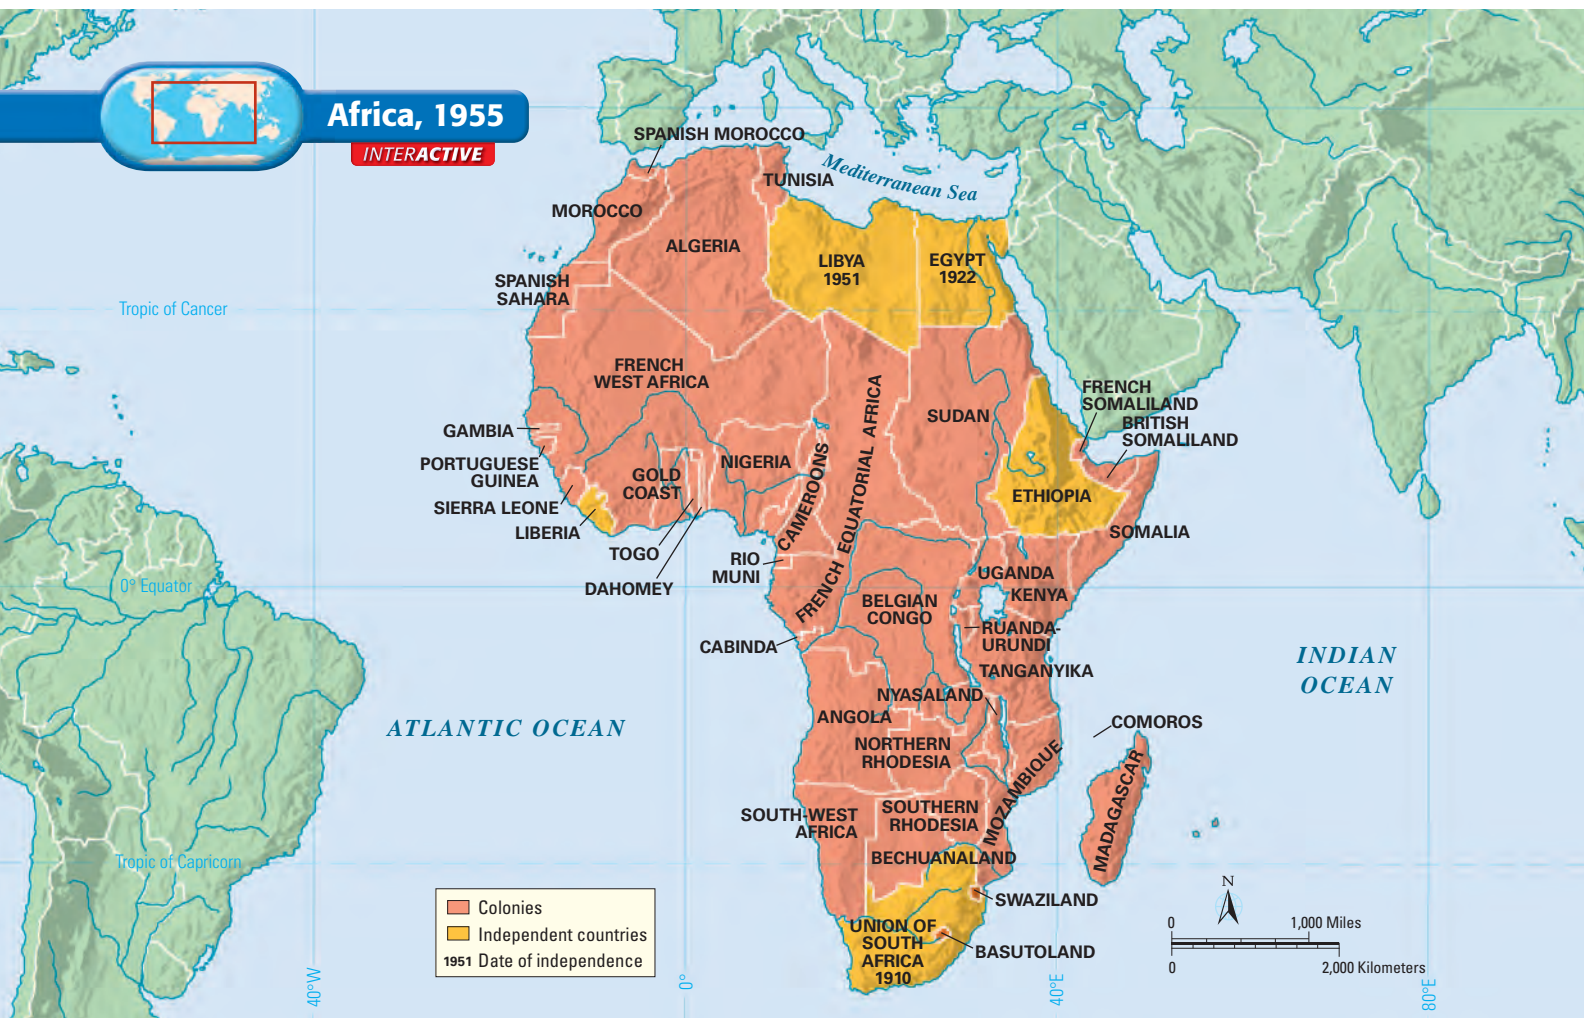 Africa, 1955
INTERACTIVE
SPANISH MOROCCO
Mediterranean Sea
TUNISIA
MOROCCO
ALGERIA
LIBYA
1951
EGYPT
1922
SPANISH
SAHARA
Tropic of Cancer
FRENCH
WEST AFRICA
FRENCH
SOMALILAND
BRITISH
SOMALILAND
SUDAN
GAMBIA
PORTUGUESE
GUINEA
GOLD
COAST
NIGERIA
CAMEROONS
FRENCH EQUATORIAL AFRICA
ETHIOPIA
SIERRA LEONE
LIBERIA
SOMALIA
TOGO
DAHOMEY
RIO
MUNI
UGANDA
KENYA
0° Equator
BELGIAN
CONGO
RUANDA-
URUNDI
CABINDA
TANGANYIKA
INDIAN
OCEAN
NYASALAND
ANGOLA
ATLANTIC OCEAN
COMOROS
NORTHERN
RHODESIA
MOZAMBIQUE
MADAGASCAR
SOUTH-WEST
AFRICA
SOUTHERN
RHODESIA
BECHUANALAND
Tropic of Capricorn
SWAZILAND
UNION OF
SOUTH
AFRICA
1910
BASUTOLAND
Colonies
Independent countries
1951 Date of independence
N
0 1,000 Miles
0 2,000 Kilometers
40°W
0°
40°E
80°E